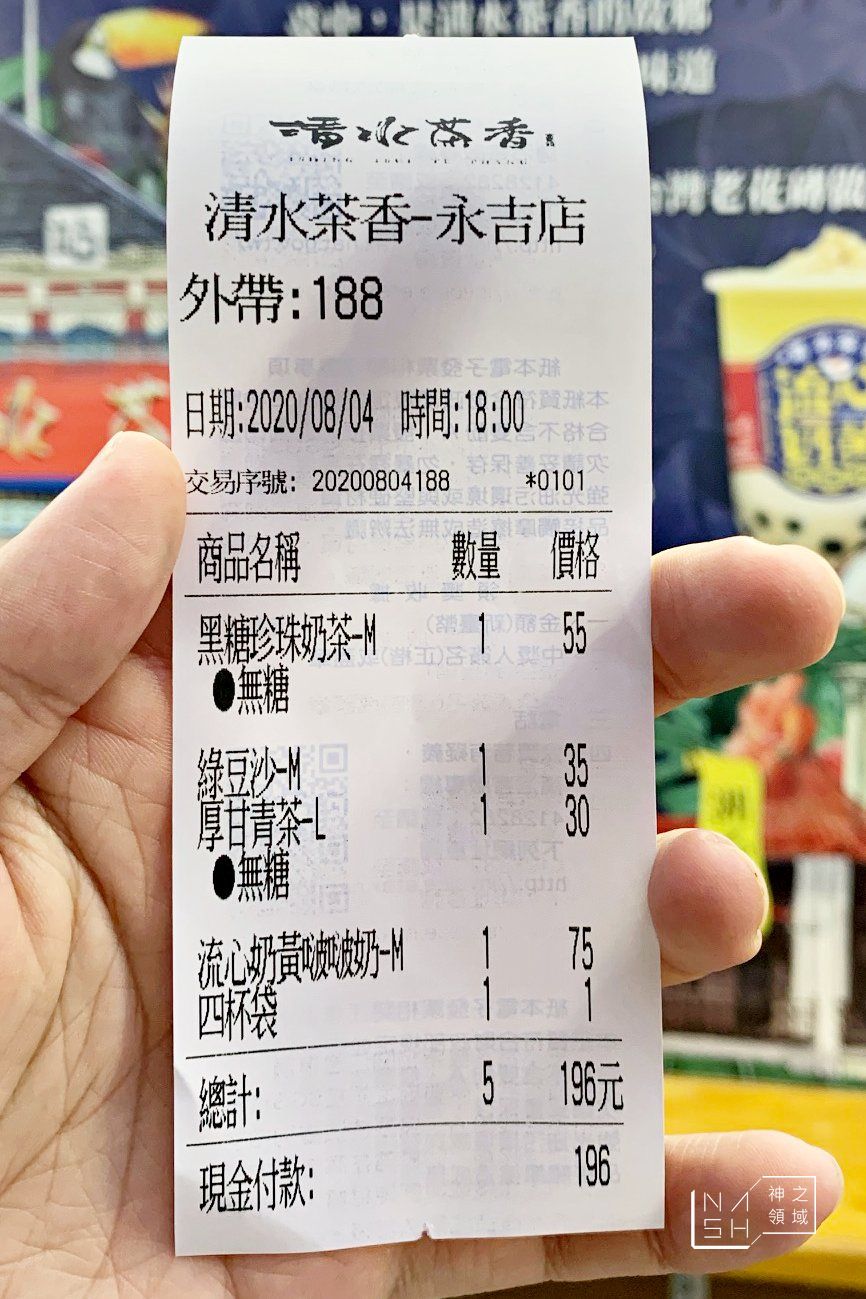 清水茶香
清水茶香-永吉店
外帶:188
日期:2020/08/04 時間:18:00
交易序號: 20200804188 *0101
商品名稱 數量 價格
黑糖珍珠奶茶-M 1 55
●無糖
綠豆沙-M 1 35
厚甘青茶-L 1 30
●無糖
流心奶黃啵啵奶-M 1 75
四杯袋 1 1
總計: 5 196元
現金付款: 196
NASH 神之領域